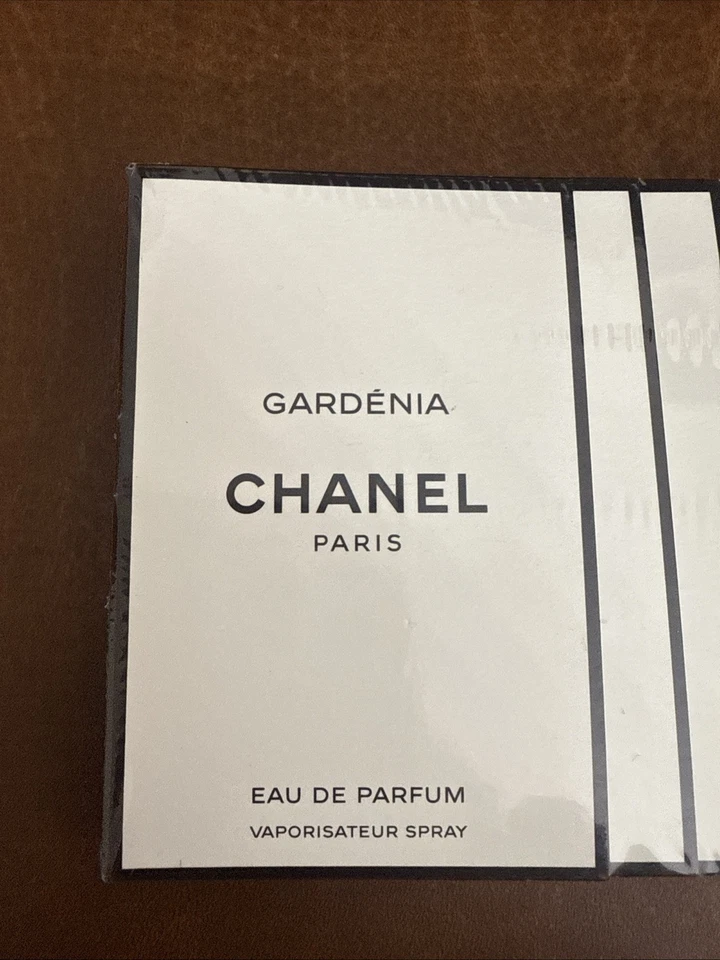 GARDÉNIA
CHANEL
PARIS
EAU DE PARFUM
VAPORISATEUR SPRAY